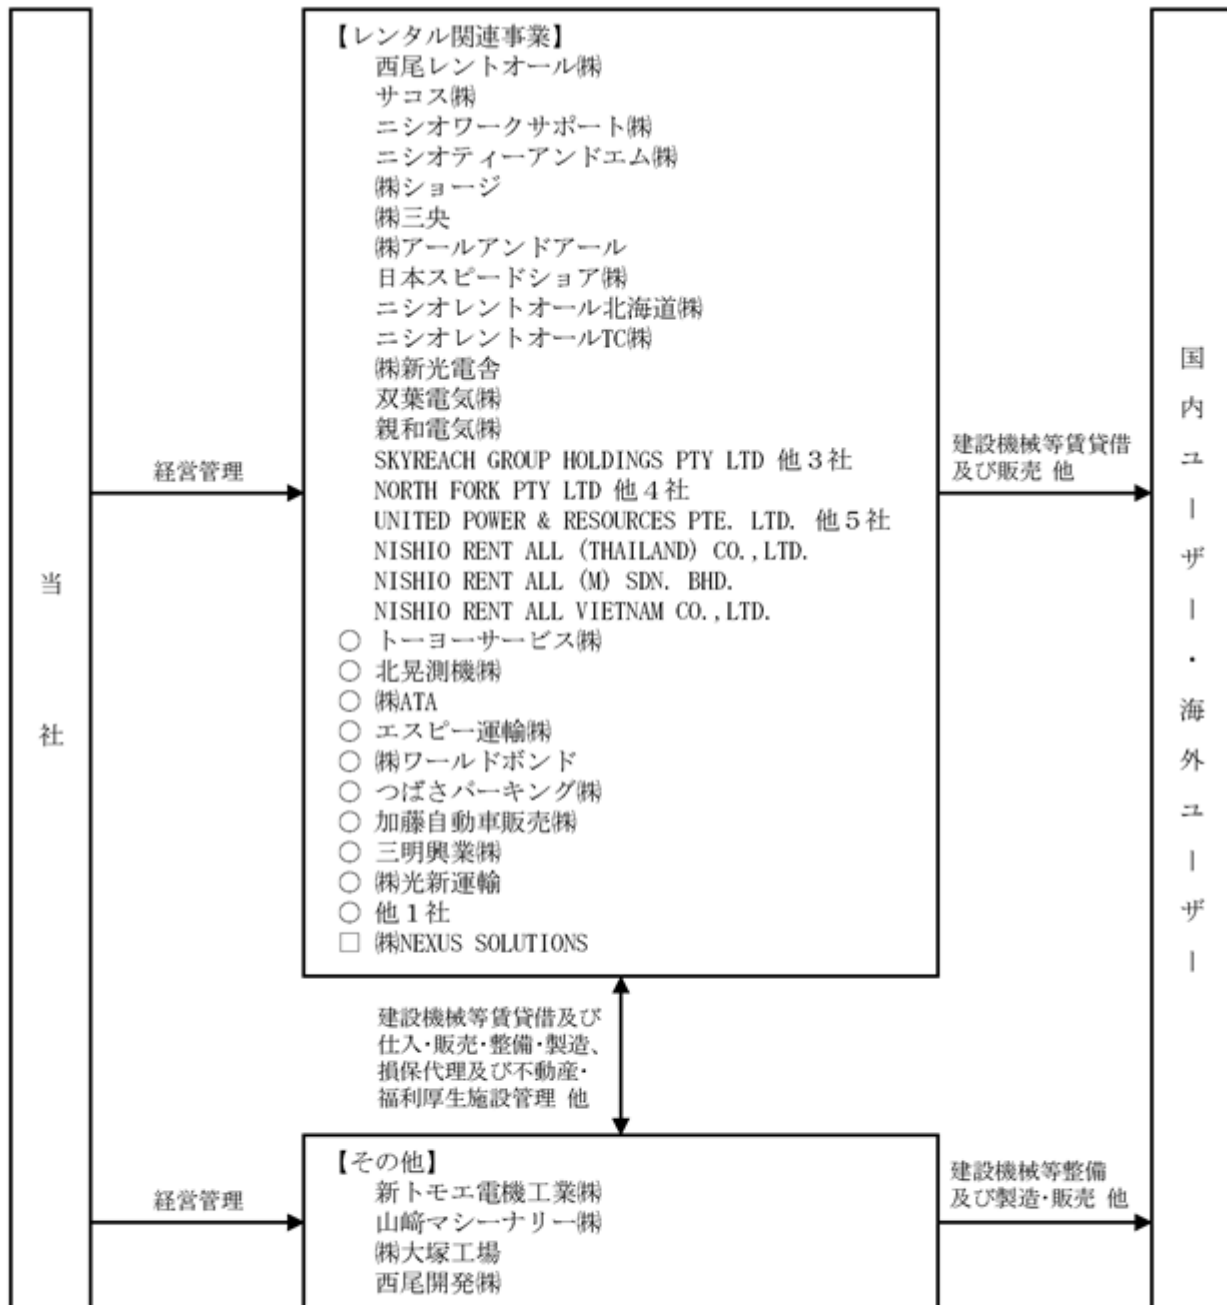 当社
経営管理
【レンタル関連事業】
西尾レントオール㈱
サコス㈱
ニシオワークサポート㈱
ニシオティーアンドエム㈱
㈱ショージ
㈱三央
㈱アールアンドアール
日本スピードショア㈱
ニシオレントオール北海道㈱
ニシオレントオールTC㈱
㈱新光電舎
双葉電気㈱
親和電気㈱
SKYREACH GROUP HOLDINGS PTY LTD 他３社
NORTH FORK PTY LTD 他４社
UNITED POWER & RESOURCES PTE. LTD. 他５社
NISHIO RENT ALL (THAILAND) CO.,LTD.
NISHIO RENT ALL (M) SDN. BHD.
NISHIO RENT ALL VIETNAM CO.,LTD.
○ トーヨーサービス㈱
○ 北晃測機㈱
○ ㈱ATA
○ エスピー運輸㈱
○ ㈱ワールドボンド
○ つばさパーキング㈱
○ 加藤自動車販売㈱
○ 三明興業㈱
○ ㈱光新運輸
○ 他１社
□ ㈱NEXUS SOLUTIONS
建設機械等賃貸借
及び販売 他
国内ユーザー・海外ユーザー
建設機械等賃貸借及び
仕入・販売・整備・製造、
損保代理及び不動産・
福利厚生施設管理 他
経営管理
【その他】
新トモエ電機工業㈱
山﨑マシーナリー㈱
㈱大塚工場
西尾開発㈱
建設機械等整備
及び製造・販売 他